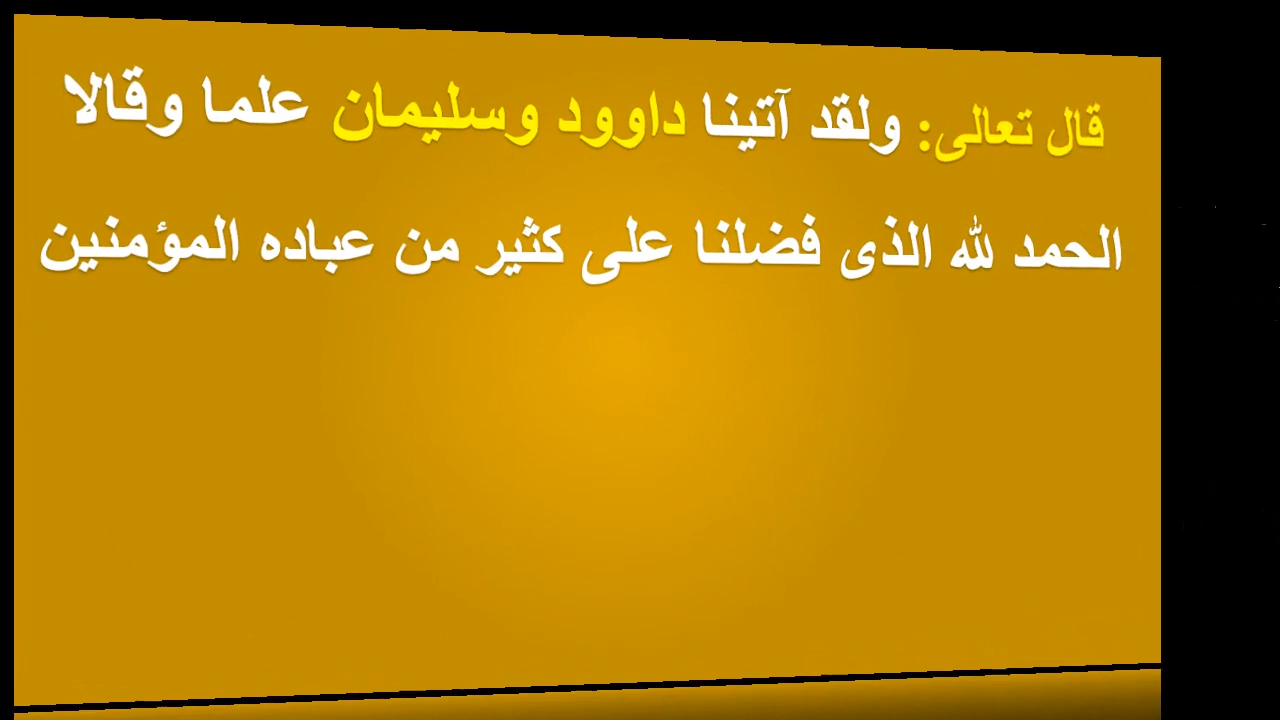 قال تعالى: ولقد آتينا داوود وسليمان علما وقالا
الحمد لله الذى فضلنا على كثير من عباده المؤمنين